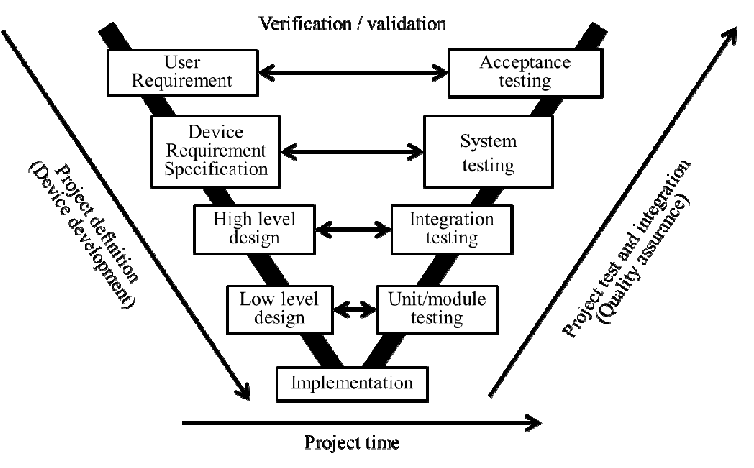 Verification / validation
User
Requirement
Acceptance
testing
Device
Requirement
Specification
System
testing
High level
design
Integration
testing
Low level
design
Unit/module
testing
Implementation
Project definition
(Device development)
Project test and integration
(Quality assurance)
Project time